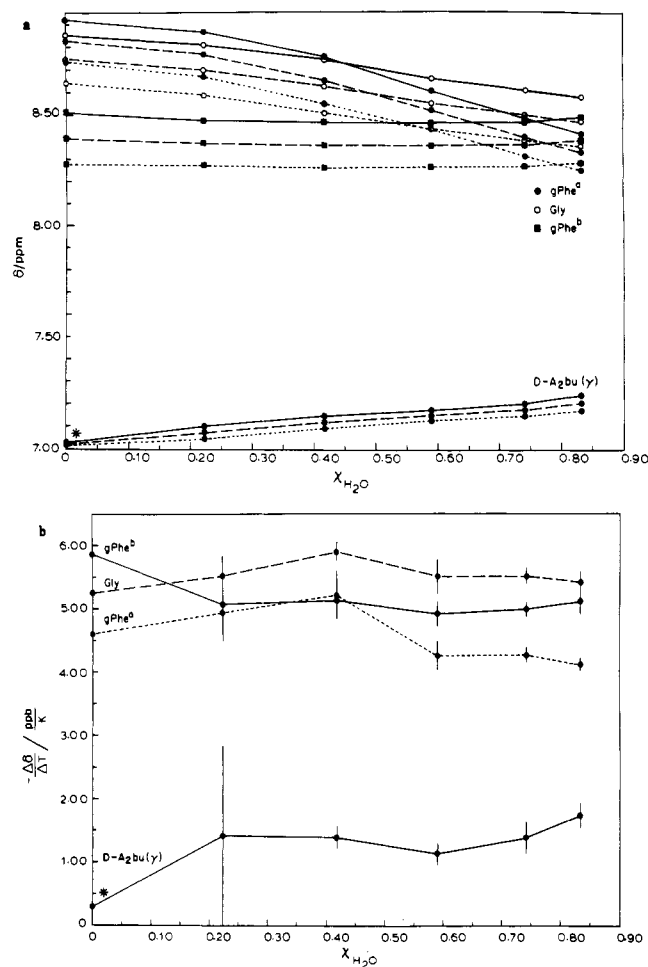 a
8.50
8.00
7.50
7.00
δ/ppm
gPheª
Gly
gPheᵇ
D-A₂bu(γ)
*
0 0.10 0.20 0.30 0.40 0.50 0.60 0.70 0.80 0.90
χH₂O
b
6.00
5.00
4.00
3.00
2.00
1.00
0
-Δδ/ΔT / ppb/K
gPheᵇ
Gly
gPheª
D-A₂bu(γ)
*
0 0.10 0.20 0.30 0.40 0.50 0.60 0.70 0.80 0.90
χH₂O